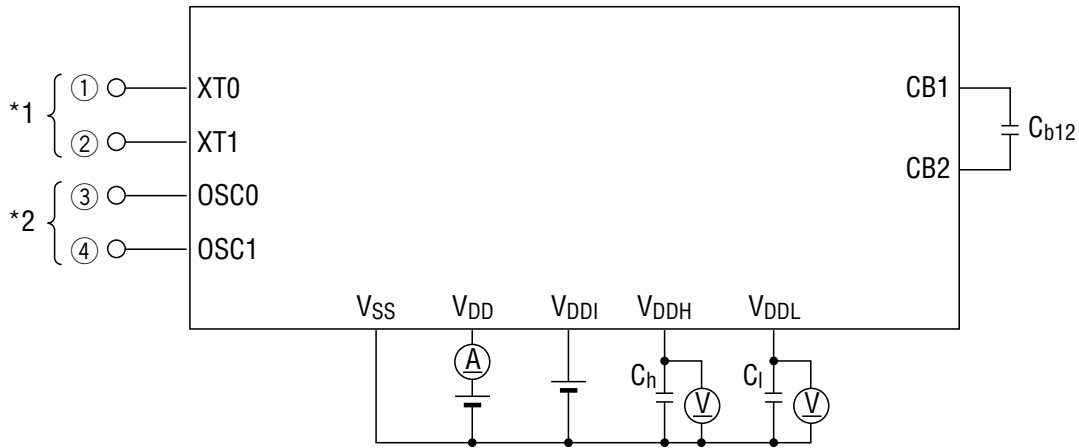 *1
① XT0
② XT1
*2
③ OSC0
④ OSC1
CB1
CB2
Cb12
VSS VDD VDDI VDDH VDDL
A
Ch
V
Cl
V